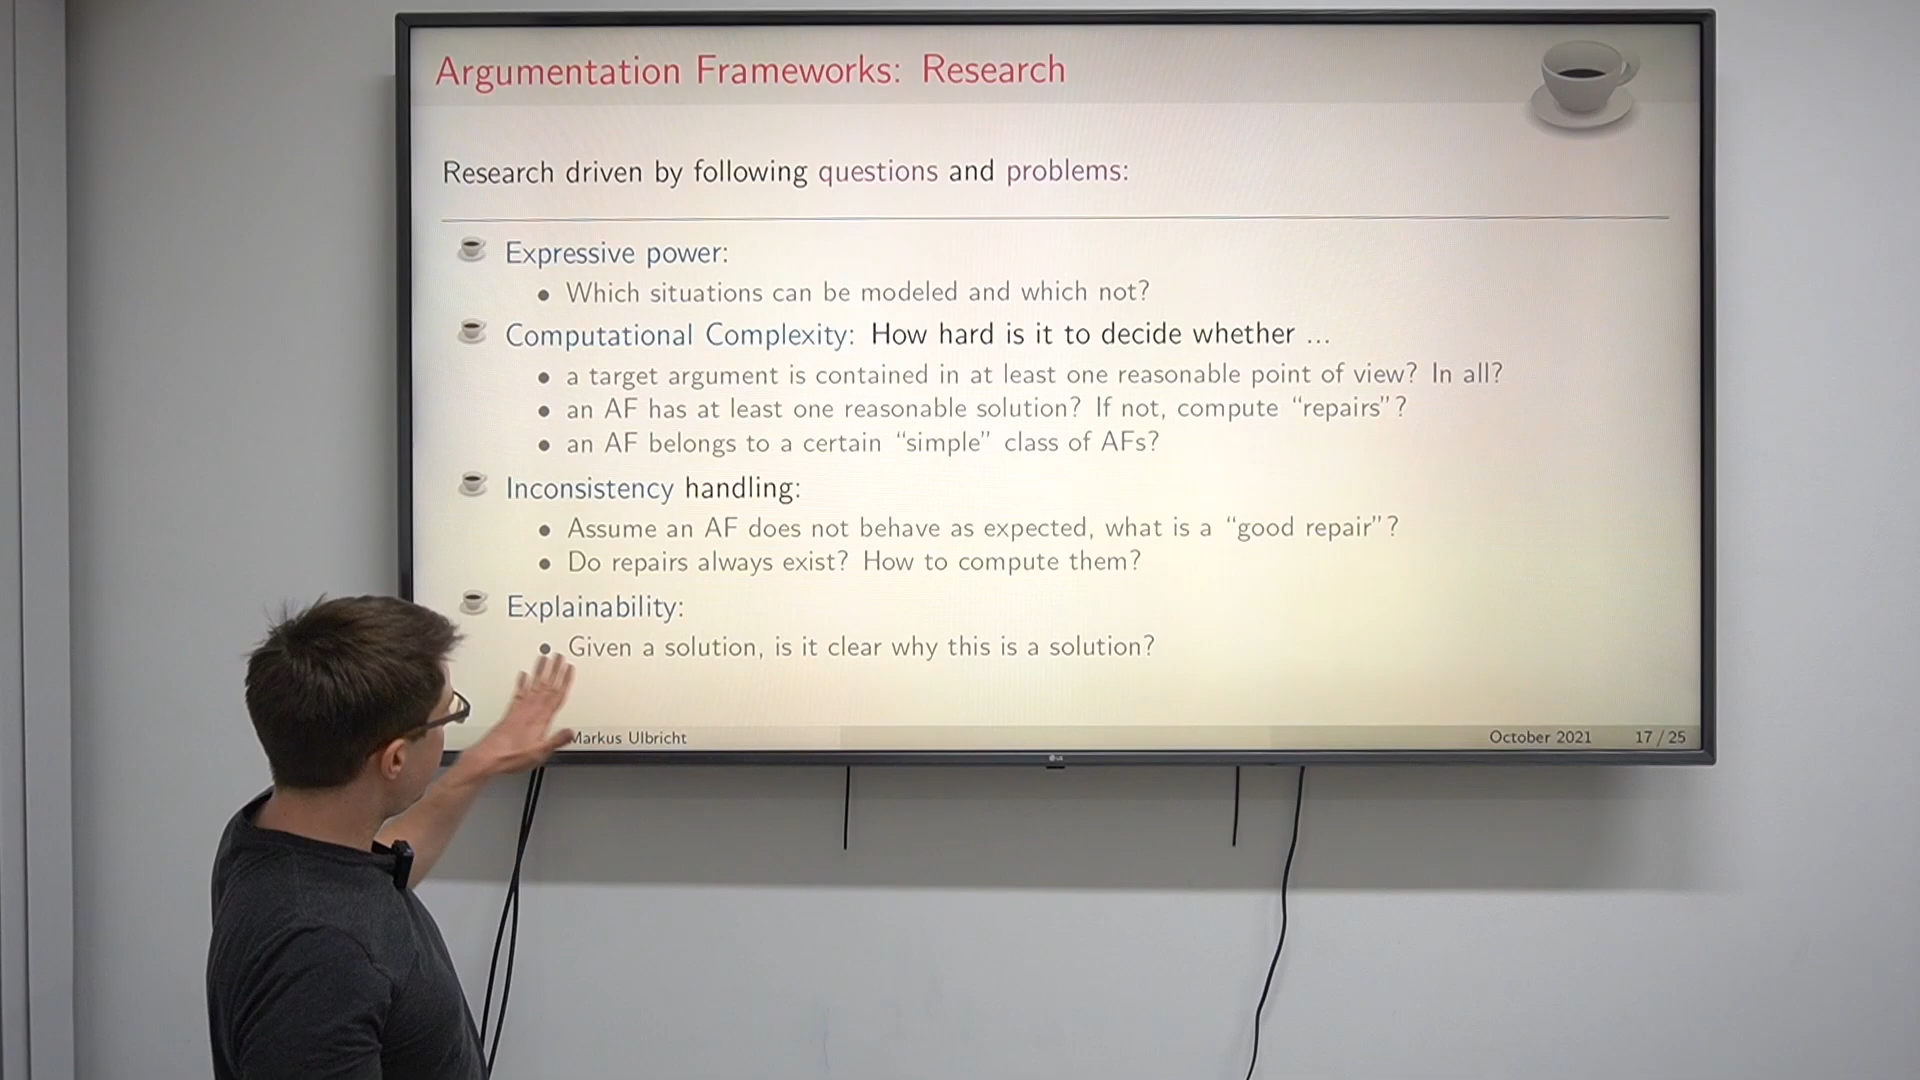 Argumentation Frameworks: Research
Research driven by following questions and problems:
Expressive power:
• Which situations can be modeled and which not?
Computational Complexity: How hard is it to decide whether ...
• a target argument is contained in at least one reasonable point of view? In all?
• an AF has at least one reasonable solution? If not, compute “repairs”?
• an AF belongs to a certain “simple” class of AFs?
Inconsistency handling:
• Assume an AF does not behave as expected, what is a “good repair”?
• Do repairs always exist? How to compute them?
Explainability:
• Given a solution, is it clear why this is a solution?
Markus Ulbricht October 2021 17 / 25
LG